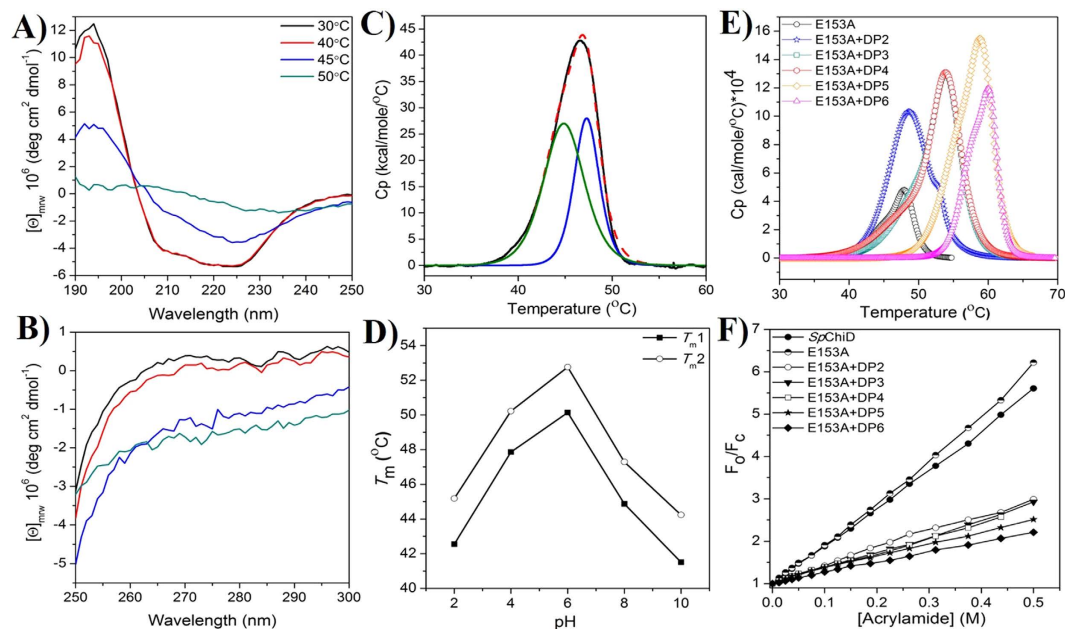 A)
30°C
40°C
45°C
50°C
[Θ]mrw 10⁶ (deg cm² dmol⁻¹)
12
10
8
6
4
2
0
-2
-4
-6
190 200 210 220 230 240 250
Wavelength (nm)
C)
Cp (kcal/mole/°C)
45
40
35
30
25
20
15
10
5
0
30 40 50 60
Temperature (°C)
E)
E153A
E153A+DP2
E153A+DP3
E153A+DP4
E153A+DP5
E153A+DP6
Cp (cal/mole/°C)*10⁴
16
14
12
10
8
6
4
2
0
30 40 50 60 70
Temperature (°C)
B)
[Θ]mrw 10⁶ (deg cm² dmol⁻¹)
1
0
-1
-2
-3
-4
-5
250 260 270 280 290 300
Wavelength (nm)
D)
Tm1
Tm2
Tm (°C)
54
52
50
48
46
44
42
40
2 4 6 8 10
pH
F)
SpChiD
E153A
E153A+DP2
E153A+DP3
E153A+DP4
E153A+DP5
E153A+DP6
F₀/Fc
7
6
5
4
3
2
1
0.0 0.1 0.2 0.3 0.4 0.5
[Acrylamide] (M)